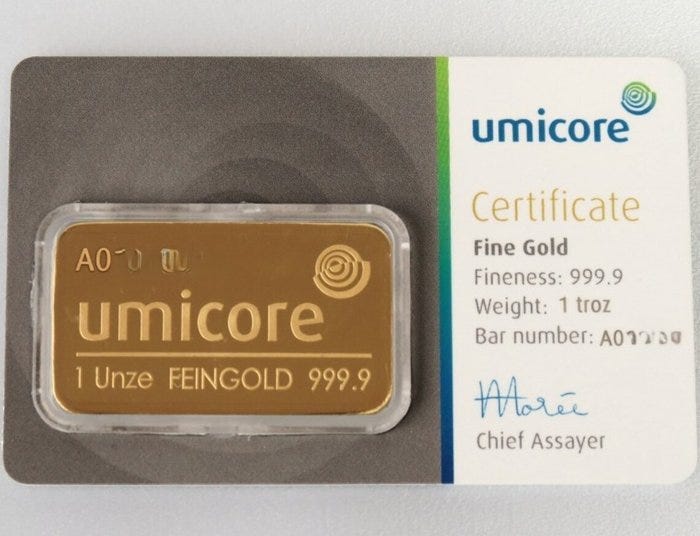 umicore
1 Unze FEINGOLD 999.9
umicore
Certificate
Fine Gold
Fineness: 999.9
Weight: 1 troz
Bar number:
Chief Assayer